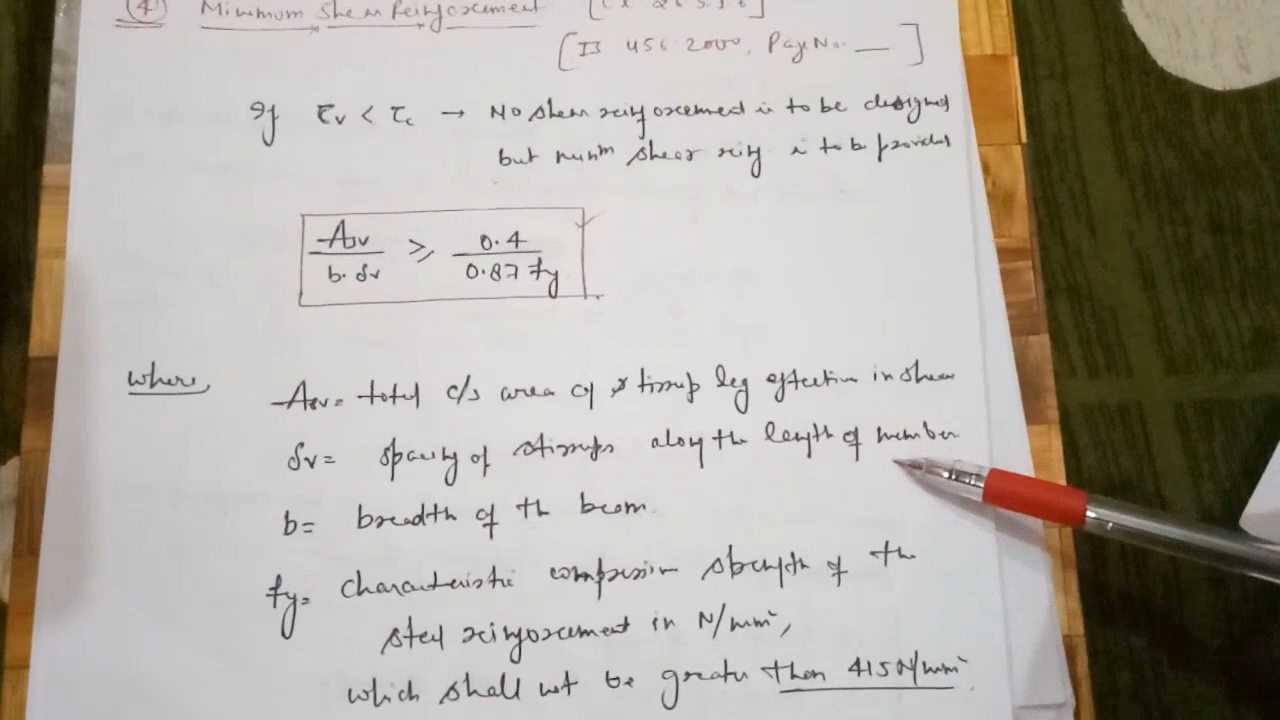 (4) Minimum Shear Reinforcement
[IS 456 2000, Page No. __ ]
If τv < τc → No shear reinforcement is to be designed
but minm shear reinf is to be provided
Asv / b. Sv ≥ 0.4 / 0.87 fy
where,
Asv = total c/s area of stirrup leg effective in shear
Sv = spacing of stirrups along the length of member
b = breadth of the beam.
fy = characteristic compression strength of the
steel reinforcement in N/mm²,
which shall not be greater than 415 N/mm²